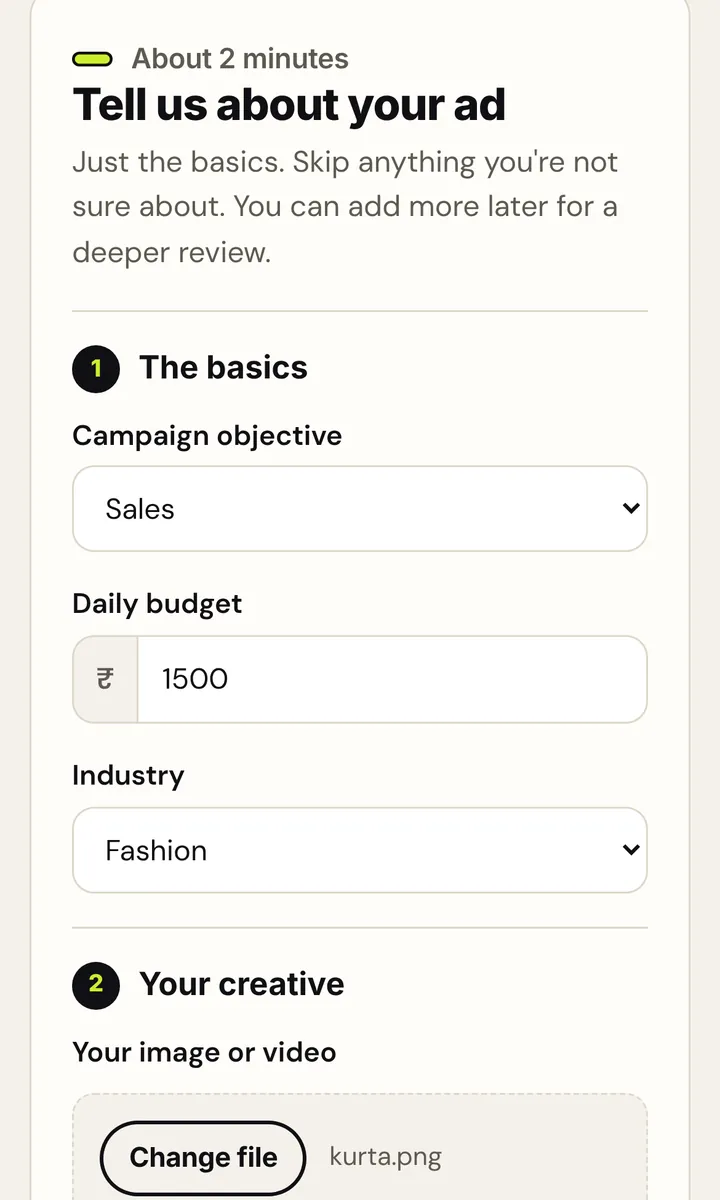 About 2 minutes
Tell us about your ad
Just the basics. Skip anything you're not
sure about. You can add more later for a
deeper review.
1 The basics
Campaign objective
Sales
Daily budget
₹ 1500
Industry
Fashion
2 Your creative
Your image or video
Change file kurta.png